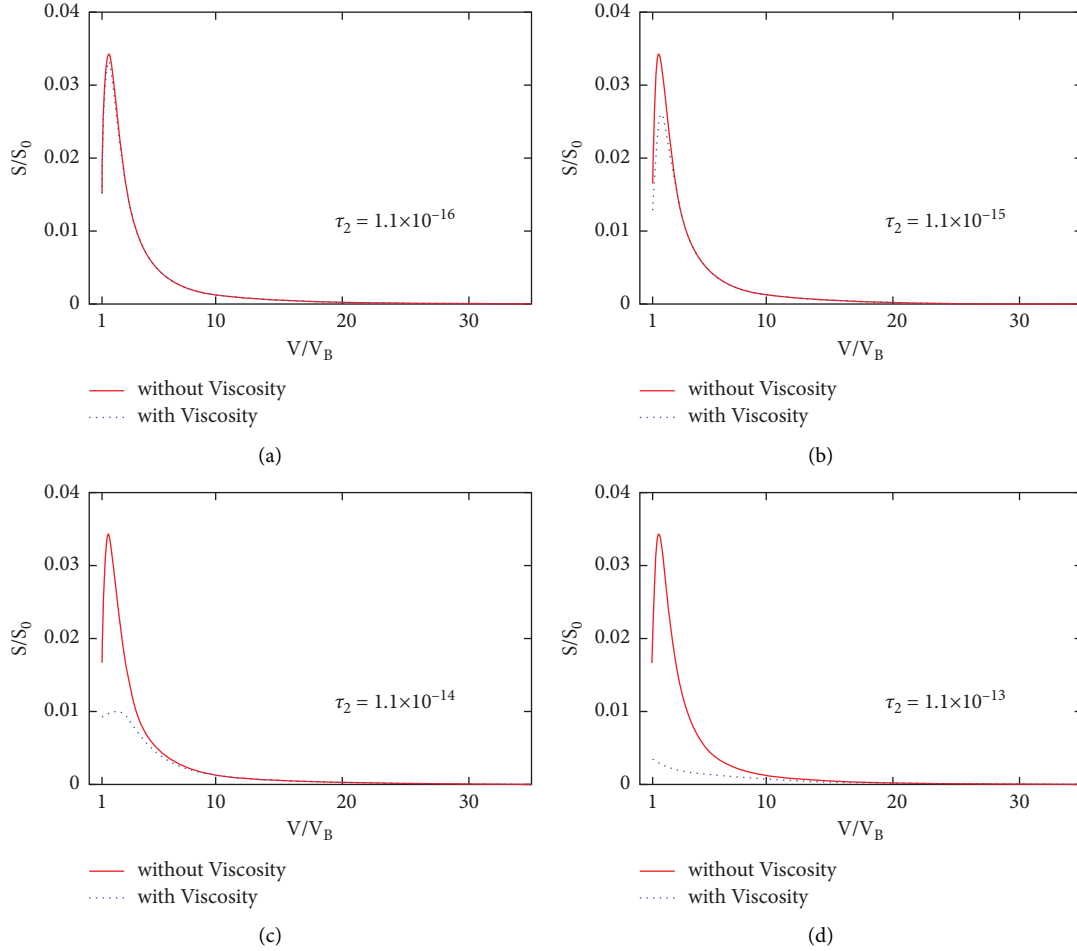 0.04
0.03
0.02
0.01
0
S/S0
τ2 = 1.1×10−16
1 10 20 30
V/VB
without Viscosity
with Viscosity
(a)
0.04
0.03
0.02
0.01
0
S/S0
τ2 = 1.1×10−15
1 10 20 30
V/VB
without Viscosity
with Viscosity
(b)
0.04
0.03
0.02
0.01
0
S/S0
τ2 = 1.1×10−14
1 10 20 30
V/VB
without Viscosity
with Viscosity
(c)
0.04
0.03
0.02
0.01
0
S/S0
τ2 = 1.1×10−13
1 10 20 30
V/VB
without Viscosity
with Viscosity
(d)